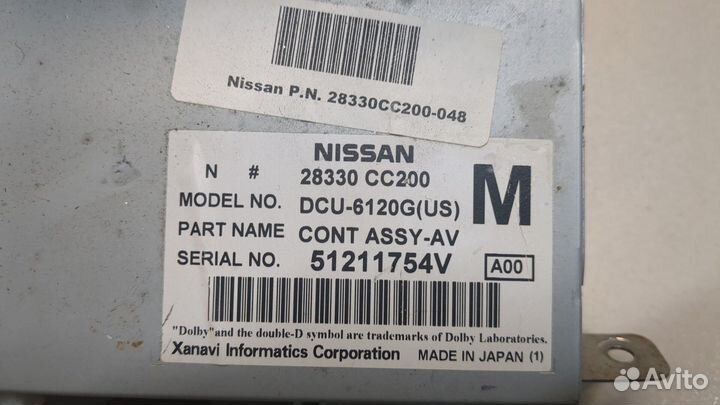 Nissan P.N. 28330CC200-048
NISSAN
N # 28330 CC200
M
MODEL NO. DCU-6120G(US)
PART NAME CONT ASSY-AV
SERIAL NO. 51211754V A00
"Dolby"and the double-D symbol are trademarks of Dolby Laboratories.
Xanavi Informatics Corporation MADE IN JAPAN (1)
Avito